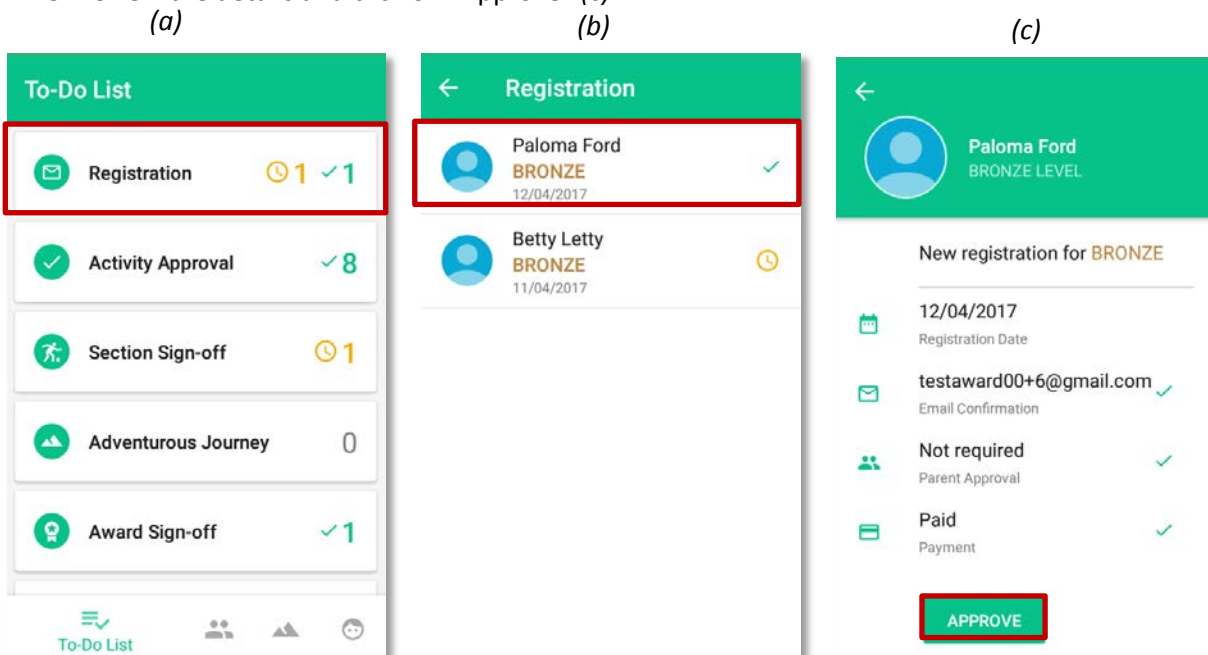 (a)
(b)
(c)
To-Do List
Registration 1 1
Activity Approval 8
Section Sign-off 1
Adventurous Journey 0
Award Sign-off 1
To-Do List
Registration
Paloma Ford
BRONZE
12/04/2017
Betty Letty
BRONZE
11/04/2017
Paloma Ford
BRONZE LEVEL
New registration for BRONZE
12/04/2017
Registration Date
testaward00+6@gmail.com
Email Confirmation
Not required
Parent Approval
Paid
Payment
APPROVE